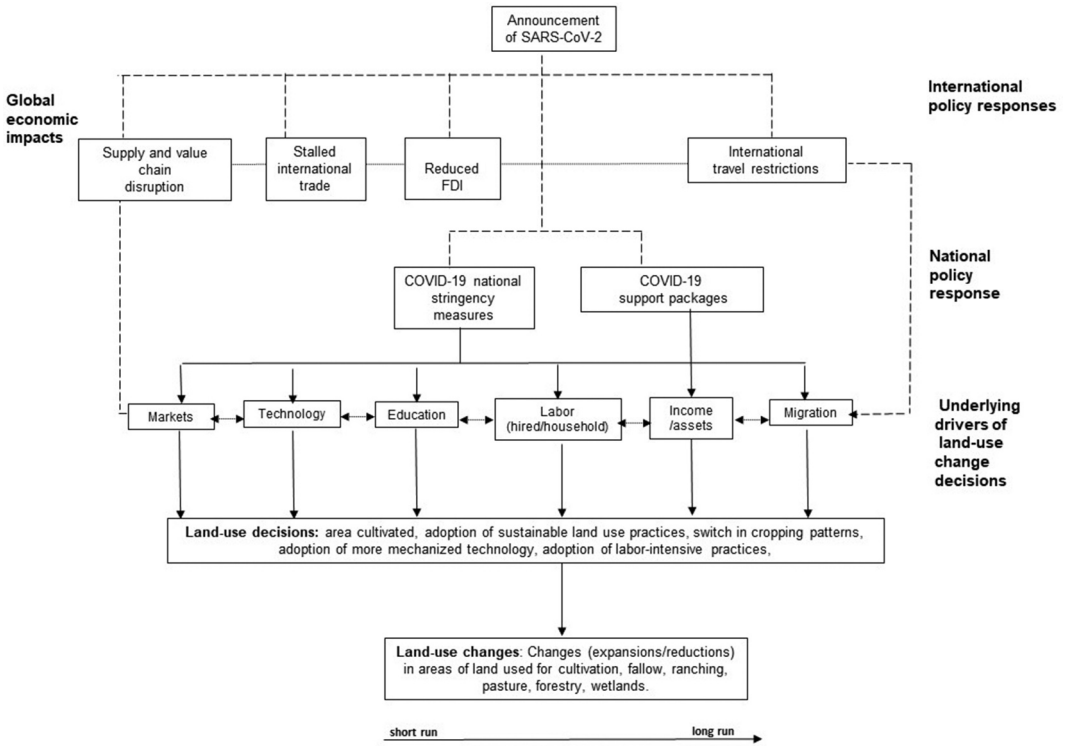 Announcement
of SARS-CoV-2
Global
economic
impacts
International
policy responses
Supply and value
chain
disruption
Stalled
international
trade
Reduced
FDI
International
travel restrictions
National
policy
response
COVID-19 national
stringency
measures
COVID-19
support packages
Markets
Technology
Education
Labor
(hired/household)
Income
/assets
Migration
Underlying
drivers of
land-use
change
decisions
Land-use decisions: area cultivated, adoption of sustainable land use practices, switch in cropping patterns,
adoption of more mechanized technology, adoption of labor-intensive practices,
Land-use changes: Changes (expansions/reductions)
in areas of land used for cultivation, fallow, ranching,
pasture, forestry, wetlands.
short run
long run